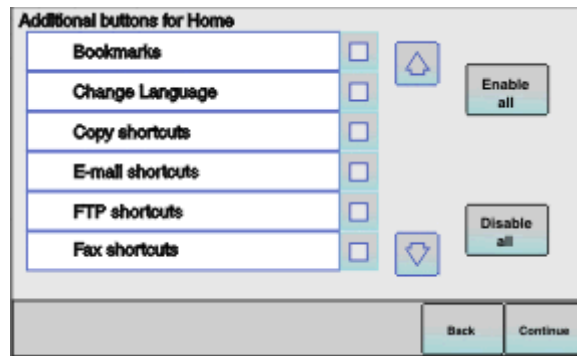 Additional buttons for Home
Bookmarks
Change Language
Copy shortcuts
E-mail shortcuts
FTP shortcuts
Fax shortcuts
Enable
all
Disable
all
Back
Continue